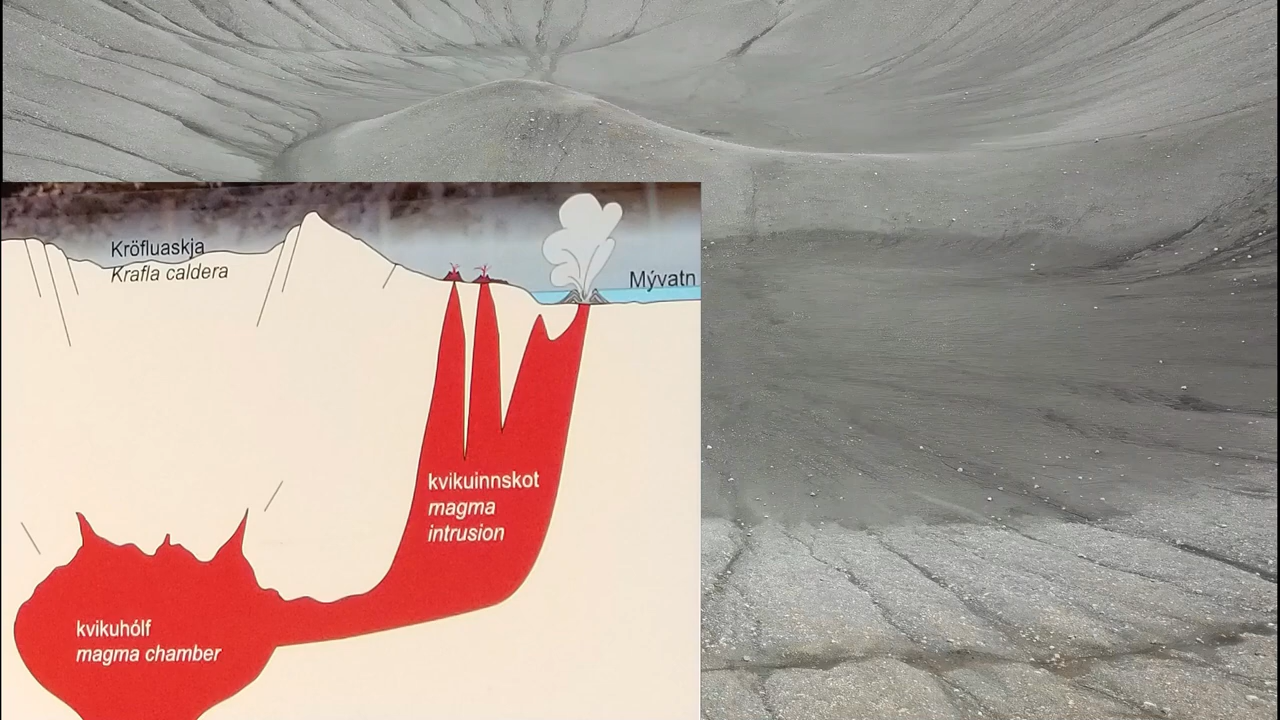 Kröfluaskja
Krafla caldera
Mývatn
kvikuinnskot
magma
intrusion
kvikuhólf
magma chamber